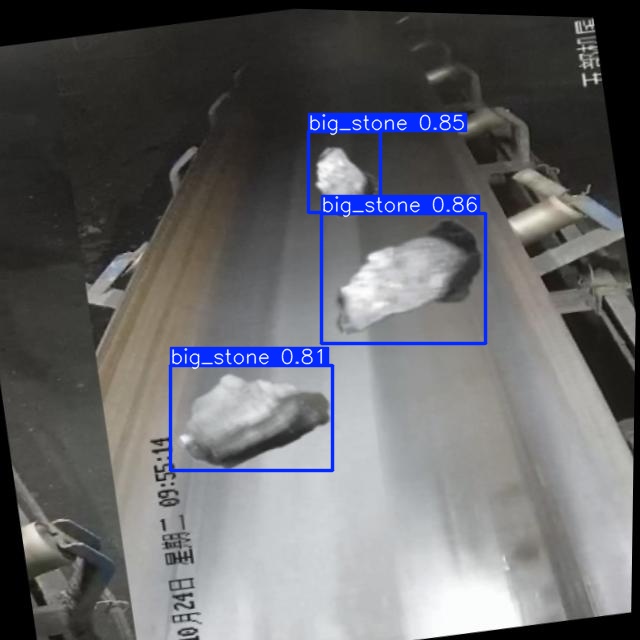 big_stone 0.85
big_stone 0.86
big_stone 0.81
10月24日 星期二 09:55:14